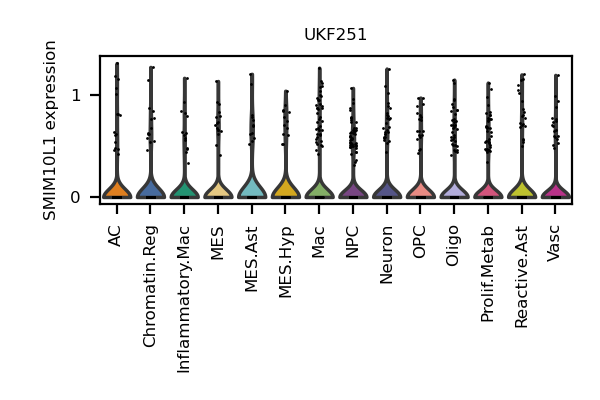 UKF251
SMIM10L1 expression
1
0
AC
Chromatin.Reg
Inflammatory.Mac
MES
MES.Ast
MES.Hyp
Mac
NPC
Neuron
OPC
Oligo
Prolif.Metab
Reactive.Ast
Vasc